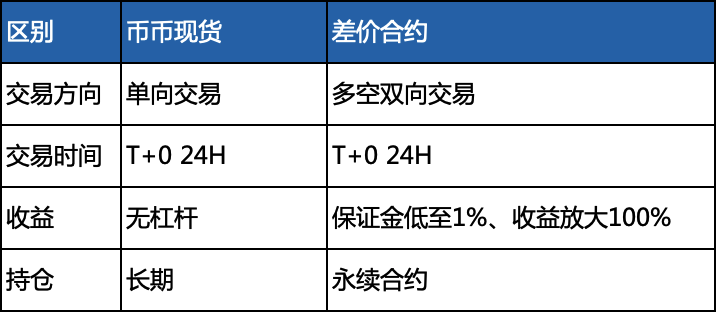 区别 币币现货 差价合约
交易方向 单向交易 多空双向交易
交易时间 T+0 24H T+0 24H
收益 无杠杆 保证金低至1%、收益放大100%
持仓 长期 永续合约